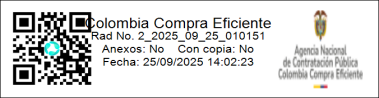 Colombia Compra Eficiente
Rad No. 2_2025_09_25_010151
Anexos: No Con copia: No
Fecha: 25/09/2025 14:02:23
Agencia Nacional
de Contratación Pública
Colombia Compra Eficiente